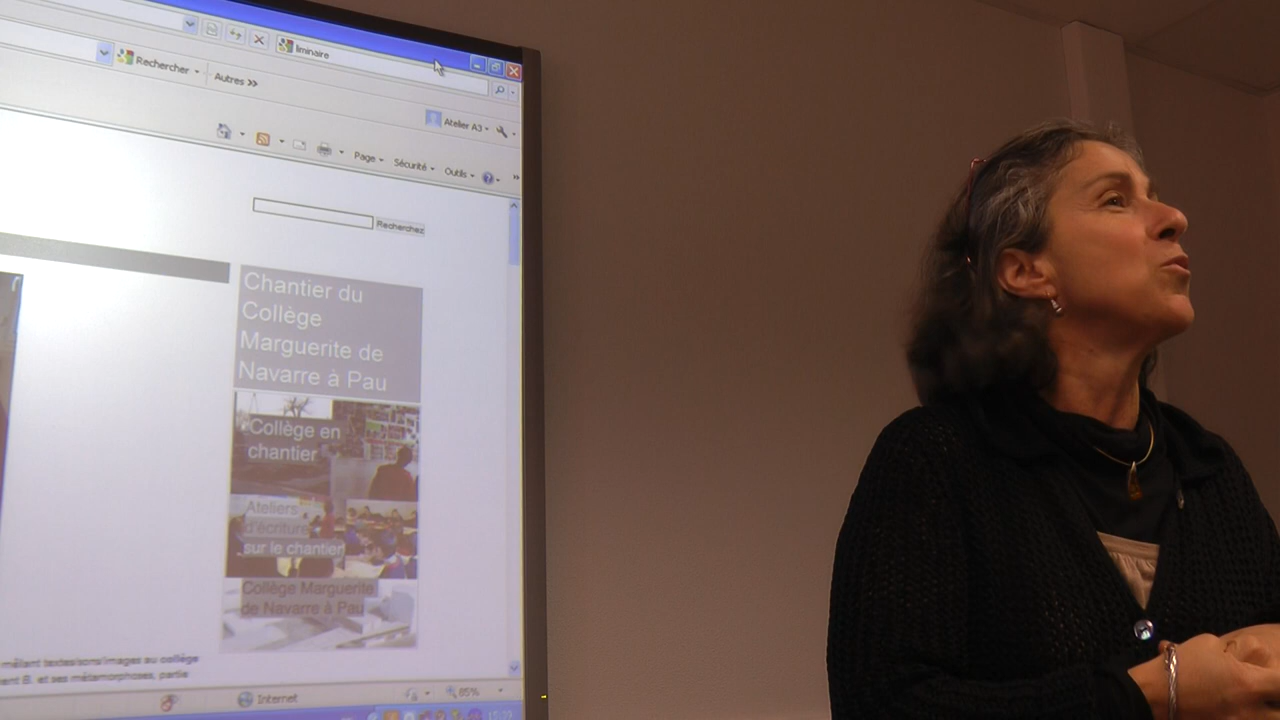 liminaire
Rechercher
Autres »
Atelier A3
Page
Sécurité
Outils
»
Recherchez
Chantier du
Collège
Marguerite de
Navarre à Pau
Collège en
chantier
Ateliers
d'écriture
sur le chantier
Collège Marguerite
de Navarre à Pau
mêlant textes/sons/images au collège
ent B. et ses métamorphoses, partie
Internet
85%